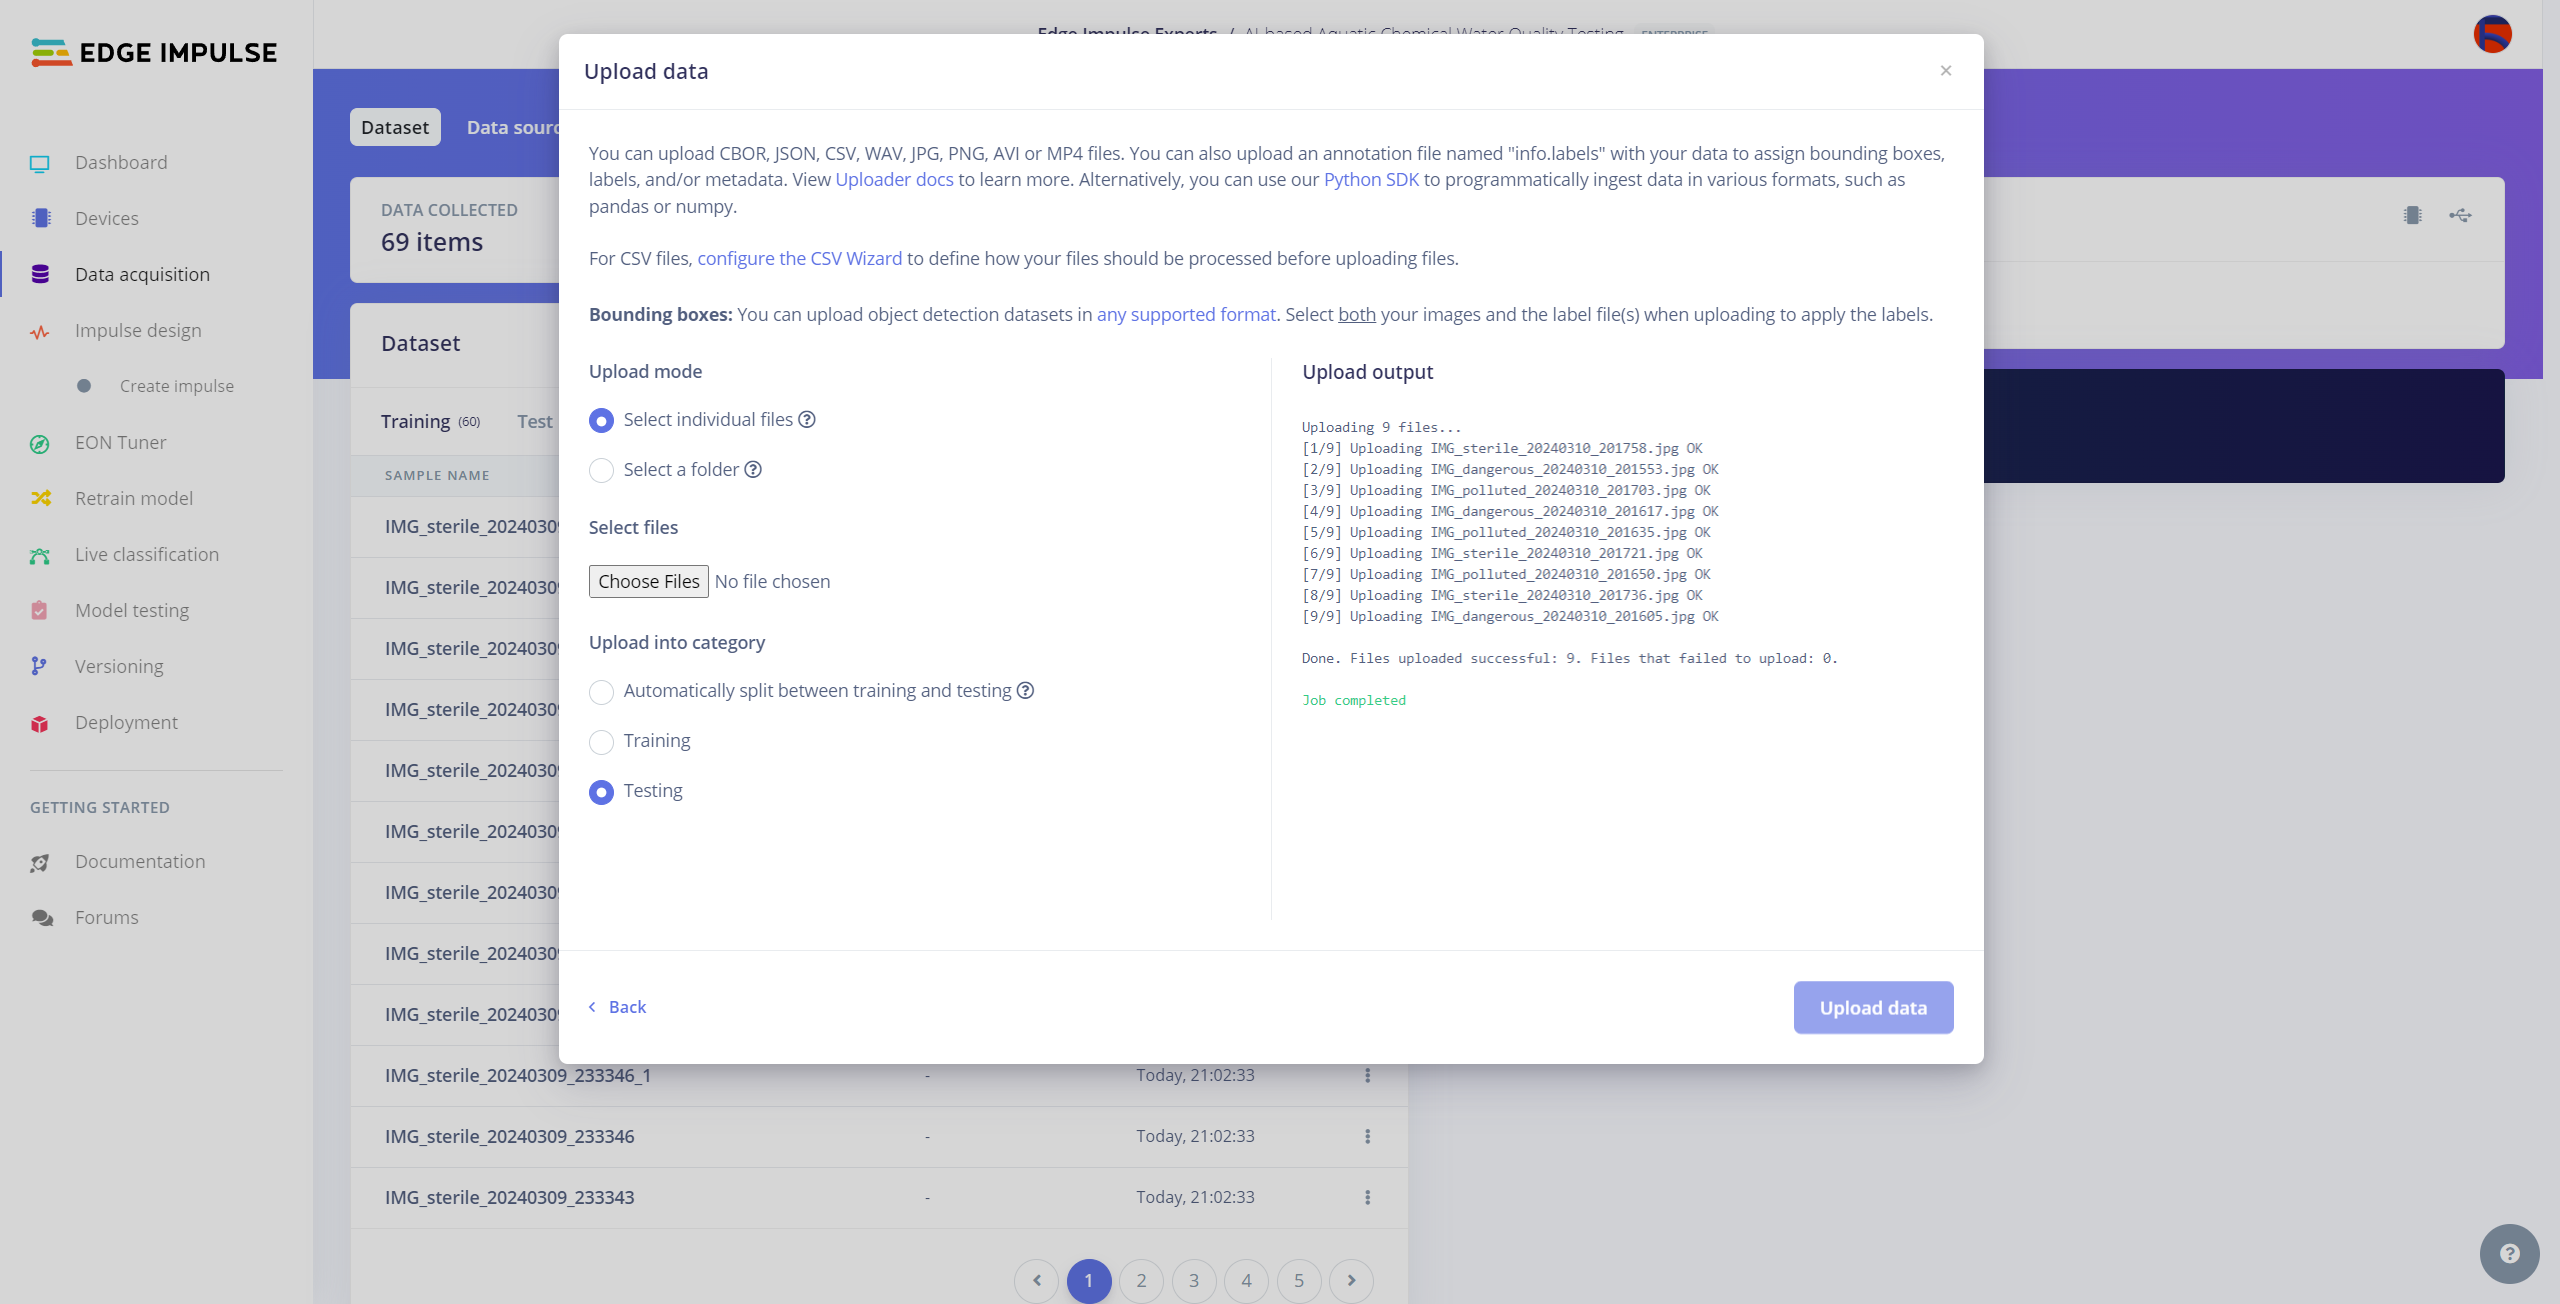 EDGE IMPULSE
Dashboard
Devices
Data acquisition
Impulse design
Create impulse
EON Tuner
Retrain model
Live classification
Model testing
Versioning
Deployment
GETTING STARTED
Documentation
Forums
Edge Impulse Experts / AI-based Aquatic Chemical Water Quality Testing ENTERPRISE
Dataset
Data sourc
DATA COLLECTED
69 items
Dataset
Training (60) Test
SAMPLE NAME
IMG_sterile_2024030
IMG_sterile_2024030
IMG_sterile_2024030
IMG_sterile_2024030
IMG_sterile_2024030
IMG_sterile_2024030
IMG_sterile_2024030
IMG_sterile_2024030
IMG_sterile_2024030
IMG_sterile_20240309_233346_1 - Today, 21:02:33
IMG_sterile_20240309_233346 - Today, 21:02:33
IMG_sterile_20240309_233343 - Today, 21:02:33
1 2 3 4 5
Upload data
×
You can upload CBOR, JSON, CSV, WAV, JPG, PNG, AVI or MP4 files. You can also upload an annotation file named "info.labels" with your data to assign bounding boxes,
labels, and/or metadata. View Uploader docs to learn more. Alternatively, you can use our Python SDK to programmatically ingest data in various formats, such as
pandas or numpy.
For CSV files, configure the CSV Wizard to define how your files should be processed before uploading files.
Bounding boxes: You can upload object detection datasets in any supported format. Select both your images and the label file(s) when uploading to apply the labels.
Upload mode
Select individual files ?
Select a folder ?
Select files
Choose Files No file chosen
Upload into category
Automatically split between training and testing ?
Training
Testing
Upload output
Uploading 9 files...
[1/9] Uploading IMG_sterile_20240310_201758.jpg OK
[2/9] Uploading IMG_dangerous_20240310_201553.jpg OK
[3/9] Uploading IMG_polluted_20240310_201703.jpg OK
[4/9] Uploading IMG_dangerous_20240310_201617.jpg OK
[5/9] Uploading IMG_polluted_20240310_201635.jpg OK
[6/9] Uploading IMG_sterile_20240310_201721.jpg OK
[7/9] Uploading IMG_polluted_20240310_201650.jpg OK
[8/9] Uploading IMG_sterile_20240310_201736.jpg OK
[9/9] Uploading IMG_dangerous_20240310_201605.jpg OK
Done. Files uploaded successful: 9. Files that failed to upload: 0.
Job completed
Back
Upload data
?